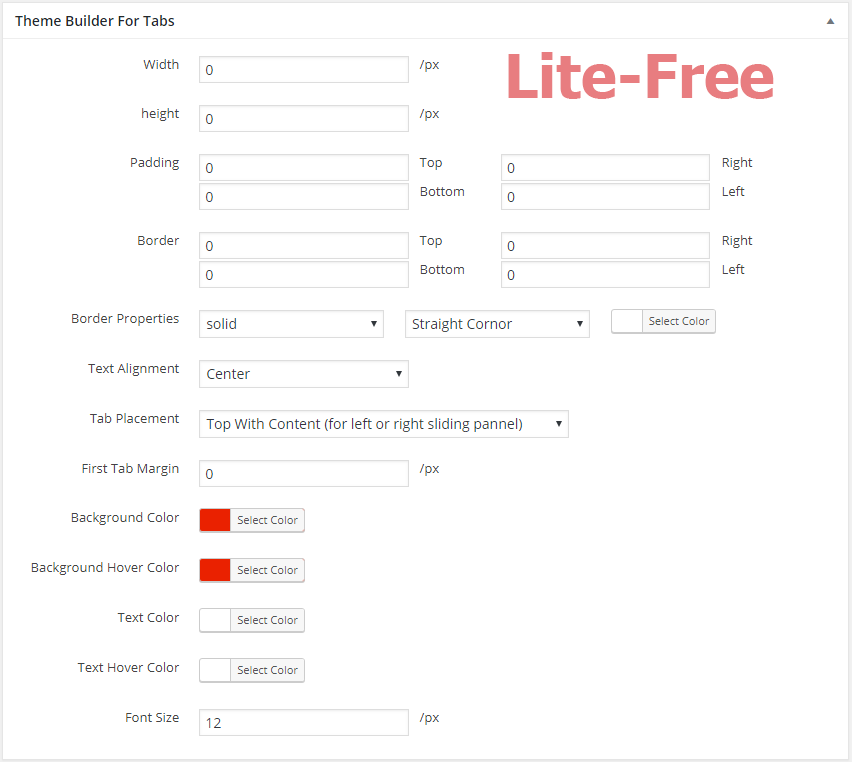 Theme Builder For Tabs
Lite-Free
Width 0 /px
height 0 /px
Padding 0 Top 0 Right
0 Bottom 0 Left
Border 0 Top 0 Right
0 Bottom 0 Left
Border Properties solid Straight Cornor Select Color
Text Alignment Center
Tab Placement Top With Content (for left or right sliding pannel)
First Tab Margin 0 /px
Background Color Select Color
Background Hover Color Select Color
Text Color Select Color
Text Hover Color Select Color
Font Size 12 /px